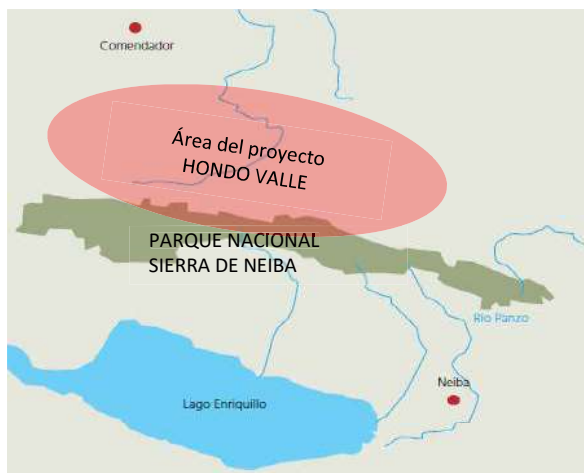 Comendador
Área del proyecto
HONDO VALLE
PARQUE NACIONAL
SIERRA DE NEIBA
Río Panzo
Neiba
Lago Enriquillo